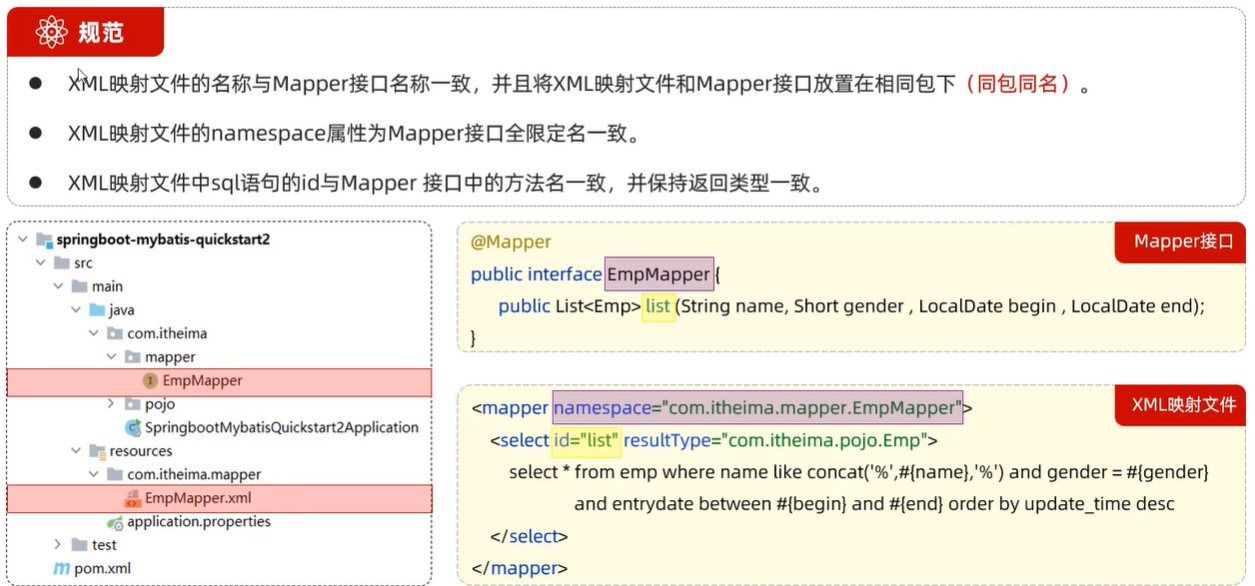 规范
XML映射文件的名称与Mapper接口名称一致，并且将XML映射文件和Mapper接口放置在相同包下（同包同名）。
XML映射文件的namespace属性为Mapper接口全限定名一致。
XML映射文件中sql语句的id与Mapper 接口中的方法名一致，并保持返回类型一致。
springboot-mybatis-quickstart2
src
main
java
com.itheima
mapper
EmpMapper
pojo
SpringbootMybatisQuickstart2Application
resources
com.itheima.mapper
EmpMapper.xml
application.properties
test
pom.xml
Mapper接口
@Mapper
public interface EmpMapper {
public List<Emp> list (String name, Short gender , LocalDate begin , LocalDate end);
}
XML映射文件
<mapper namespace="com.itheima.mapper.EmpMapper">
<select id="list" resultType="com.itheima.pojo.Emp">
select * from emp where name like concat('%',#{name},'%') and gender = #{gender}
and entrydate between #{begin} and #{end} order by update_time desc
</select>
</mapper>